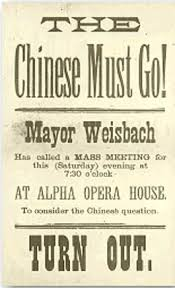 THE
Chinese Must Go!
Mayor Weisbach
Has called a MASS MEETING for
this (Saturday) evening at
7:30 o'clock
AT ALPHA OPERA HOUSE.
To consider the Chinese question.
TURN OUT.